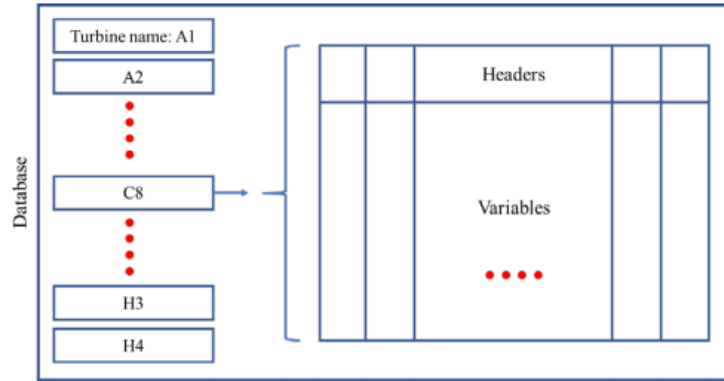 Database
Turbine name: A1
A2
C8
H3
H4
Headers
Variables